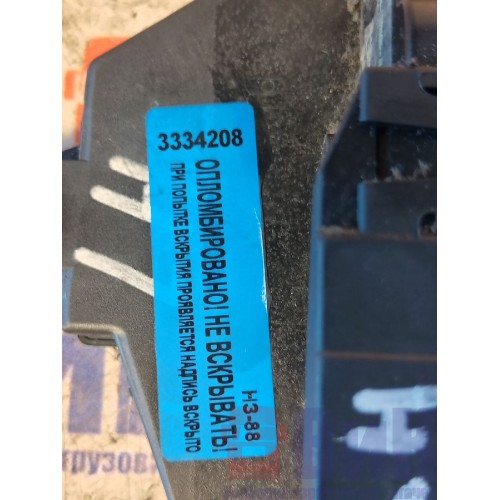 3334208
ОПЛОМБИРОВАНО! НЕ ВСКРЫВАТЬ!
ПРИ ПОПЫТКЕ ВСКРЫТИЯ ПРОЯВЛЯЕТСЯ НАДПИСЬ ВСКРЫТО
НЗ-88